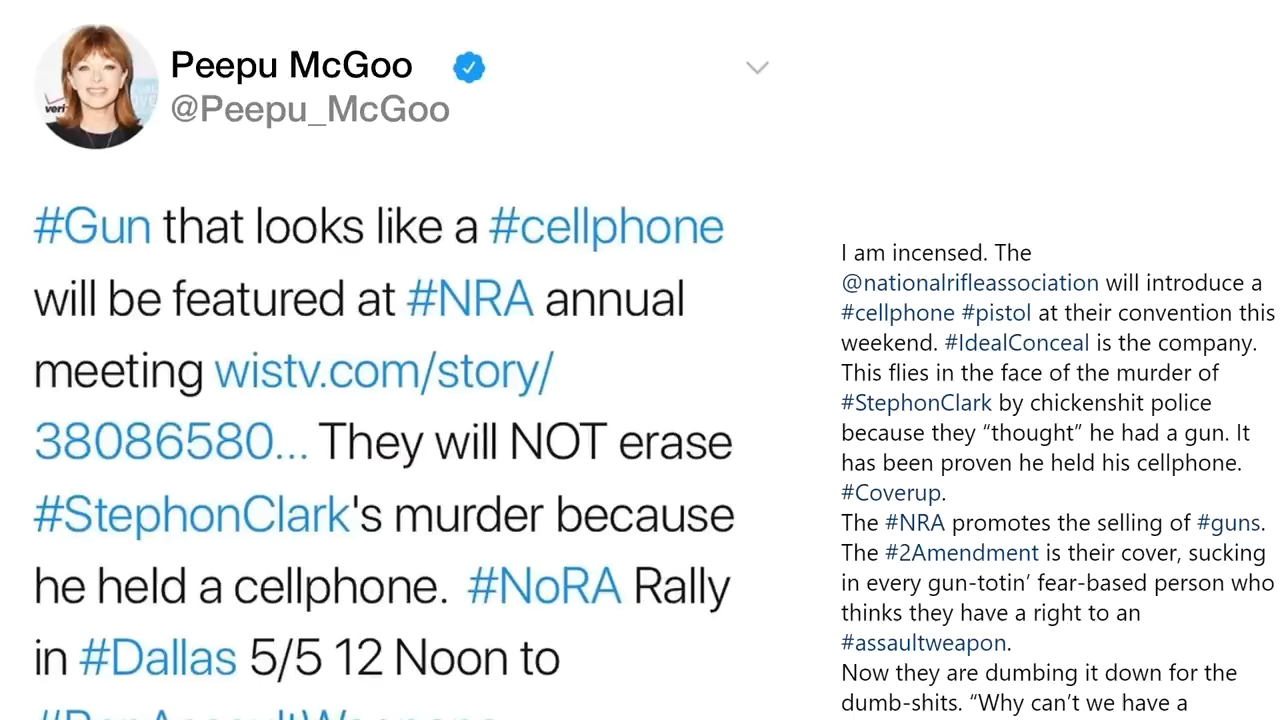 Peepu McGoo
@Peepu_McGoo
veri
#Gun that looks like a #cellphone
will be featured at #NRA annual
meeting wistv.com/story/
38086580... They will NOT erase
#StephonClark's murder because
he held a cellphone. #NoRA Rally
in #Dallas 5/5 12 Noon to
#BanAssaultWeapons
I am incensed. The
@nationalrifleassociation will introduce a
#cellphone #pistol at their convention this
weekend. #IdealConceal is the company.
This flies in the face of the murder of
#StephonClark by chickenshit police
because they “thought” he had a gun. It
has been proven he held his cellphone.
#Coverup.
The #NRA promotes the selling of #guns.
The #2Amendment is their cover, sucking
in every gun-totin’ fear-based person who
thinks they have a right to an
#assaultweapon.
Now they are dumbing it down for the
dumb-shits. “Why can’t we have a